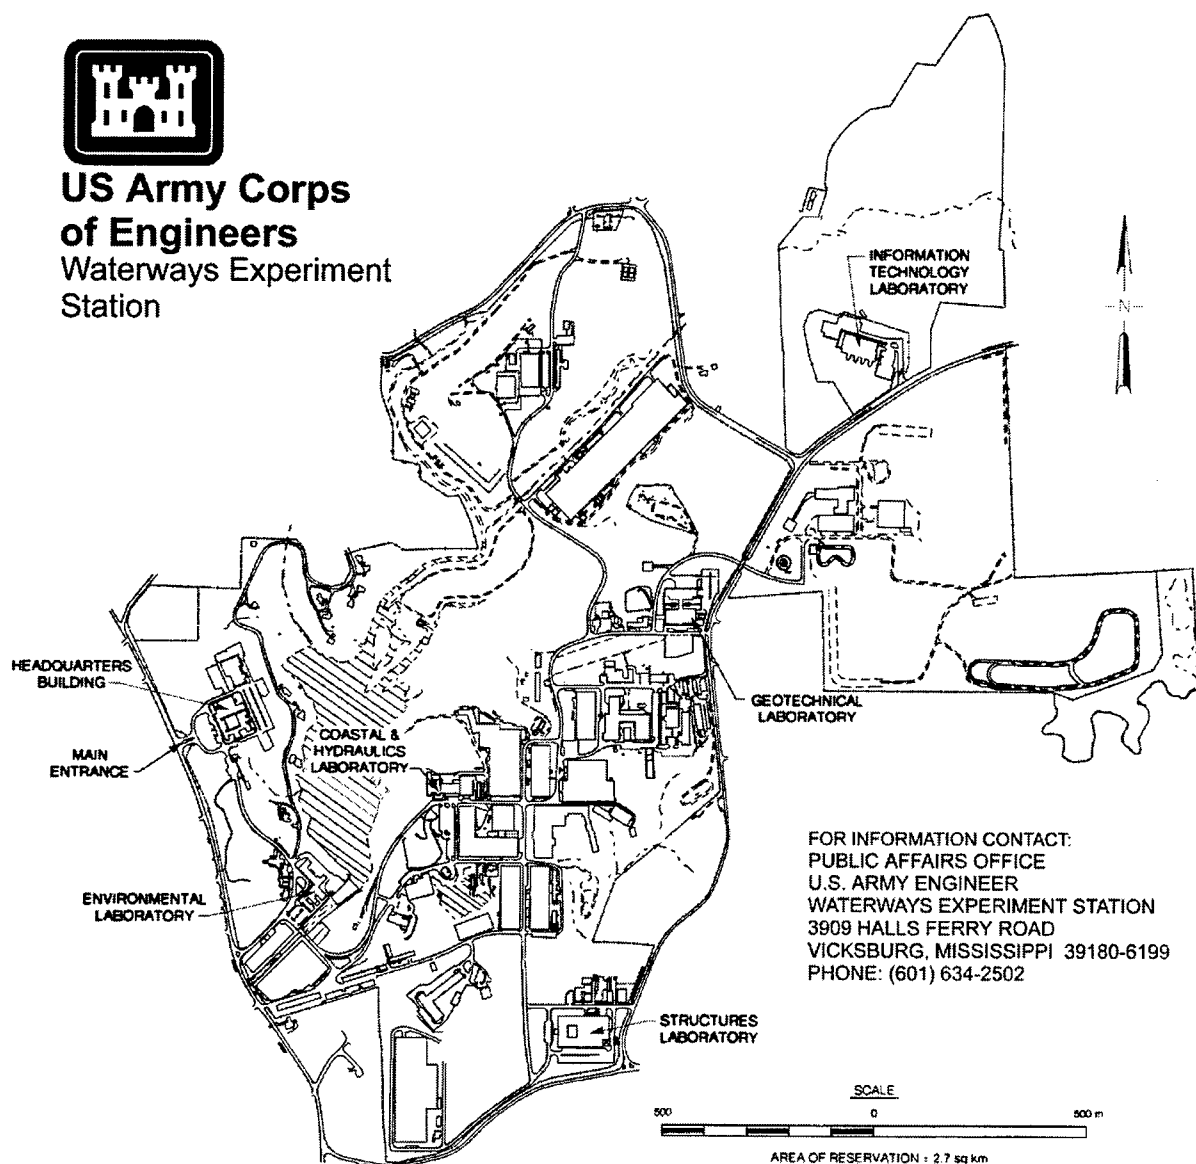 US Army Corps
of Engineers
Waterways Experiment
Station
INFORMATION
TECHNOLOGY
LABORATORY
N
HEADQUARTERS
BUILDING
MAIN
ENTRANCE
COASTAL &
HYDRAULICS
LABORATORY
GEOTECHNICAL
LABORATORY
ENVIRONMENTAL
LABORATORY
STRUCTURES
LABORATORY
FOR INFORMATION CONTACT:
PUBLIC AFFAIRS OFFICE
U.S. ARMY ENGINEER
WATERWAYS EXPERIMENT STATION
3909 HALLS FERRY ROAD
VICKSBURG, MISSISSIPPI 39180-6199
PHONE: (601) 634-2502
SCALE
500 0 500 m
AREA OF RESERVATION : 2.7 sq km